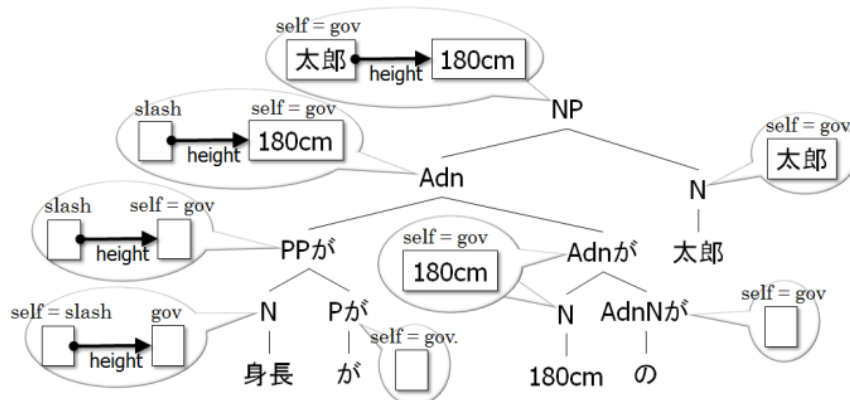 self = gov
太郎 height 180cm
NP
slash self = gov
height 180cm
self = gov.
太郎
Adn
N
slash self = gov
height
self = gov
180cm
PPが
Adnが
太郎
self = slash gov
height
N
Pが
N
AdnNが
self = gov
self = gov.
身長
が
180cm
の